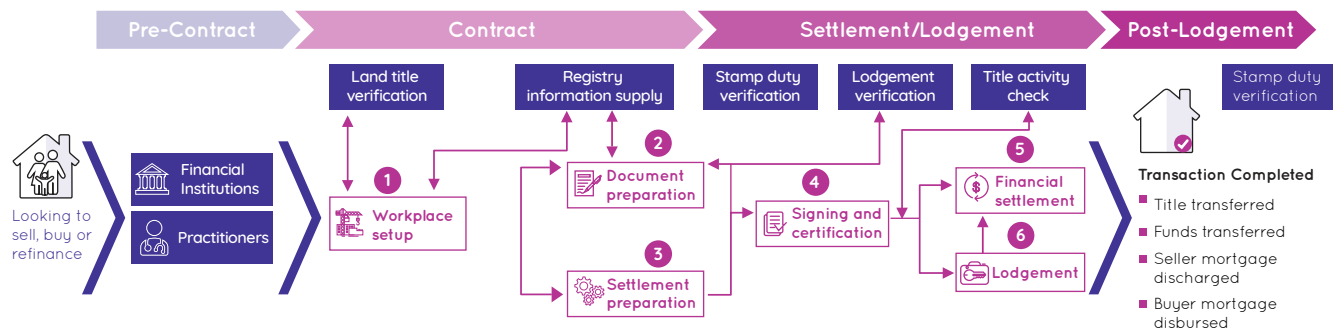 Pre-Contract
Contract
Settlement/Lodgement
Post-Lodgement
Land title
verification
Registry
information supply
Stamp duty
verification
Lodgement
verification
Title activity
check
Stamp duty
verification
Looking to
sell, buy or
refinance
Financial
Institutions
Practitioners
1
Workplace
setup
2
Document
preparation
3
Settlement
preparation
4
Signing and
certification
5
$
Financial
settlement
6
Lodgement
Transaction Completed
Title transferred
Funds transferred
Seller mortgage
discharged
Buyer mortgage
disbursed